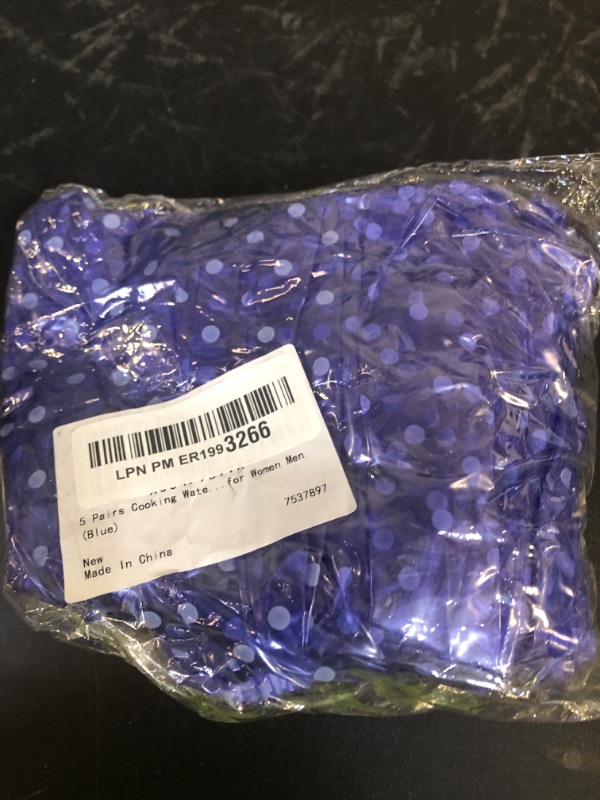 LPN PM ER1993266
5 Pairs Cooking Wate...for Women Men
(Blue)
7537897
New
Made In China